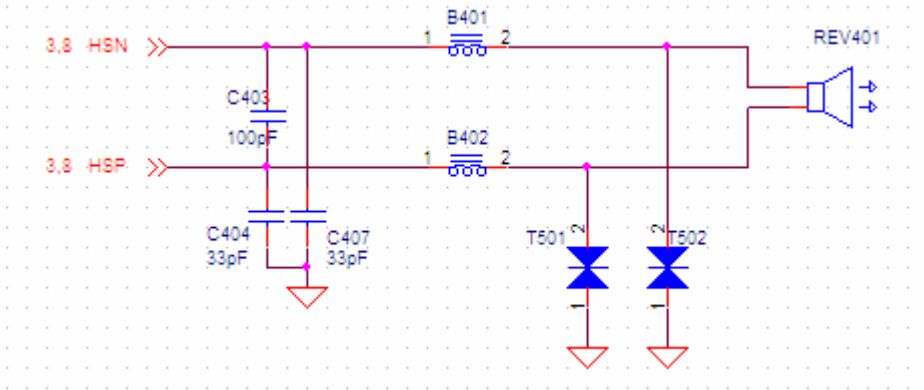 B401
3,8 HSN
1
2
REV401
C403
100pF
B402
3,8 HSP
1
2
C404
33pF
C407
33pF
T501
2
T502
2
1
1